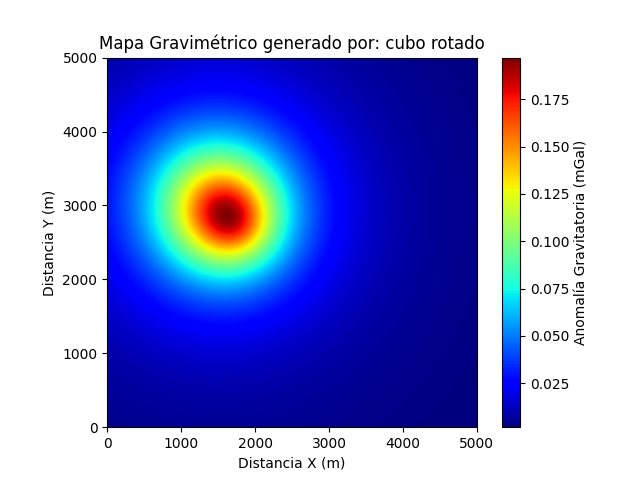 Mapa Gravimétrico generado por: cubo rotado
5000
4000
3000
2000
1000
0
Distancia Y (m)
0 1000 2000 3000 4000 5000
Distancia X (m)
0.175
0.150
0.125
0.100
0.075
0.050
0.025
Anomalía Gravitatoria (mGal)